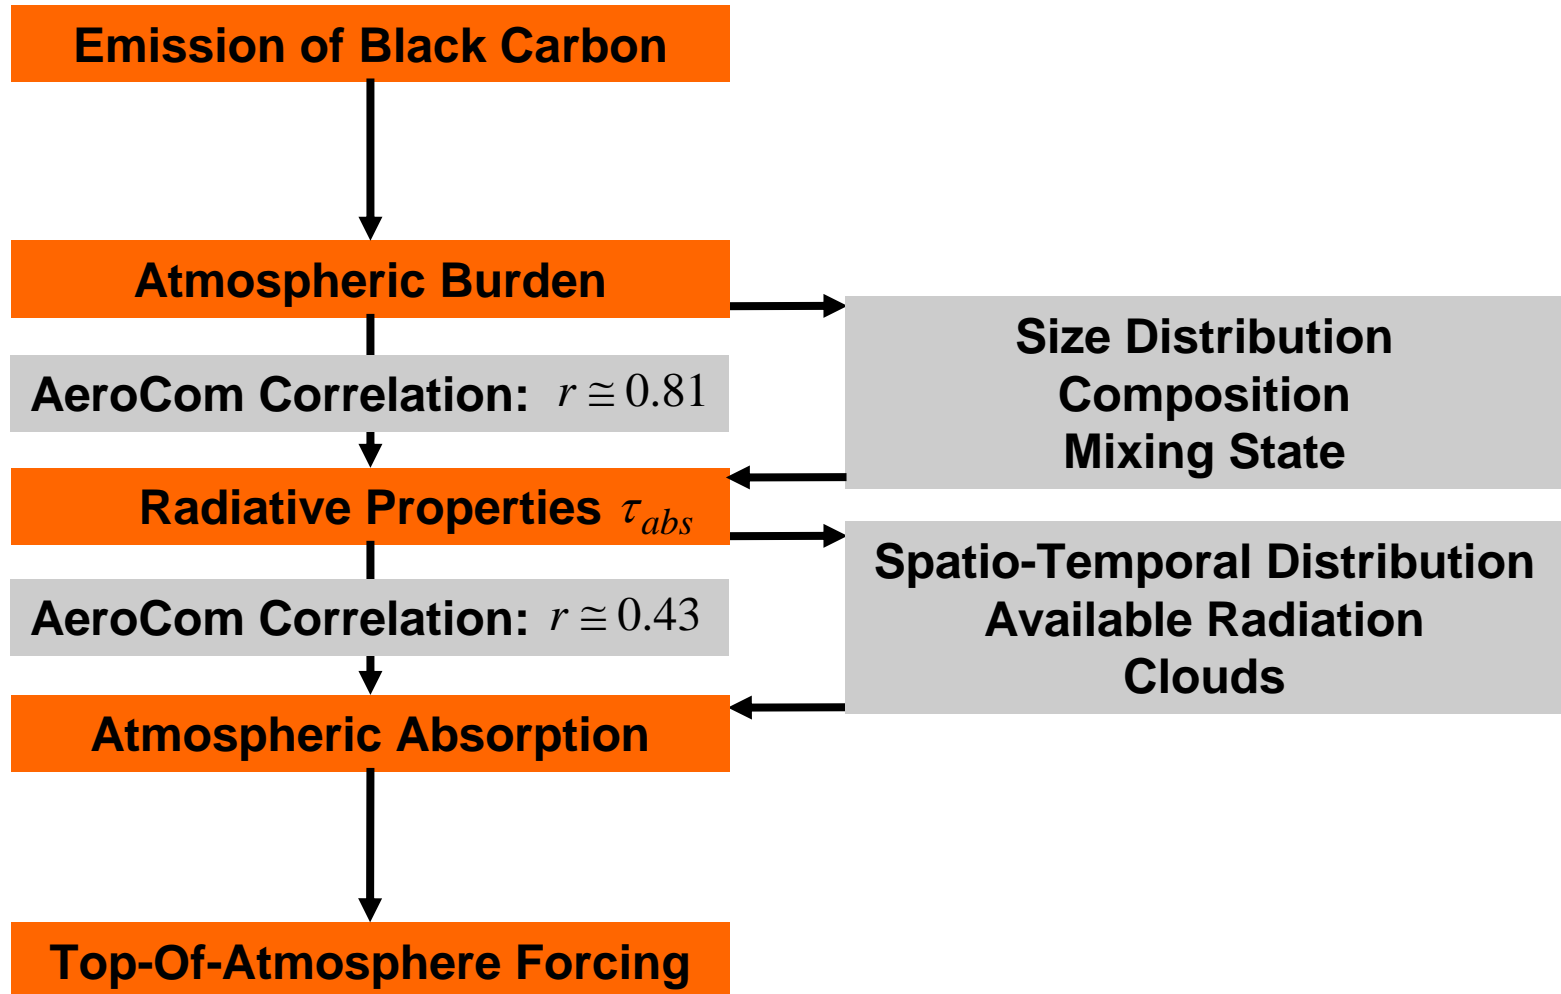 Emission of Black Carbon
Atmospheric Burden
AeroCom Correlation: r ≅ 0.81
Size Distribution
Composition
Mixing State
Radiative Properties τabs
AeroCom Correlation: r ≅ 0.43
Spatio-Temporal Distribution
Available Radiation
Clouds
Atmospheric Absorption
Top-Of-Atmosphere Forcing